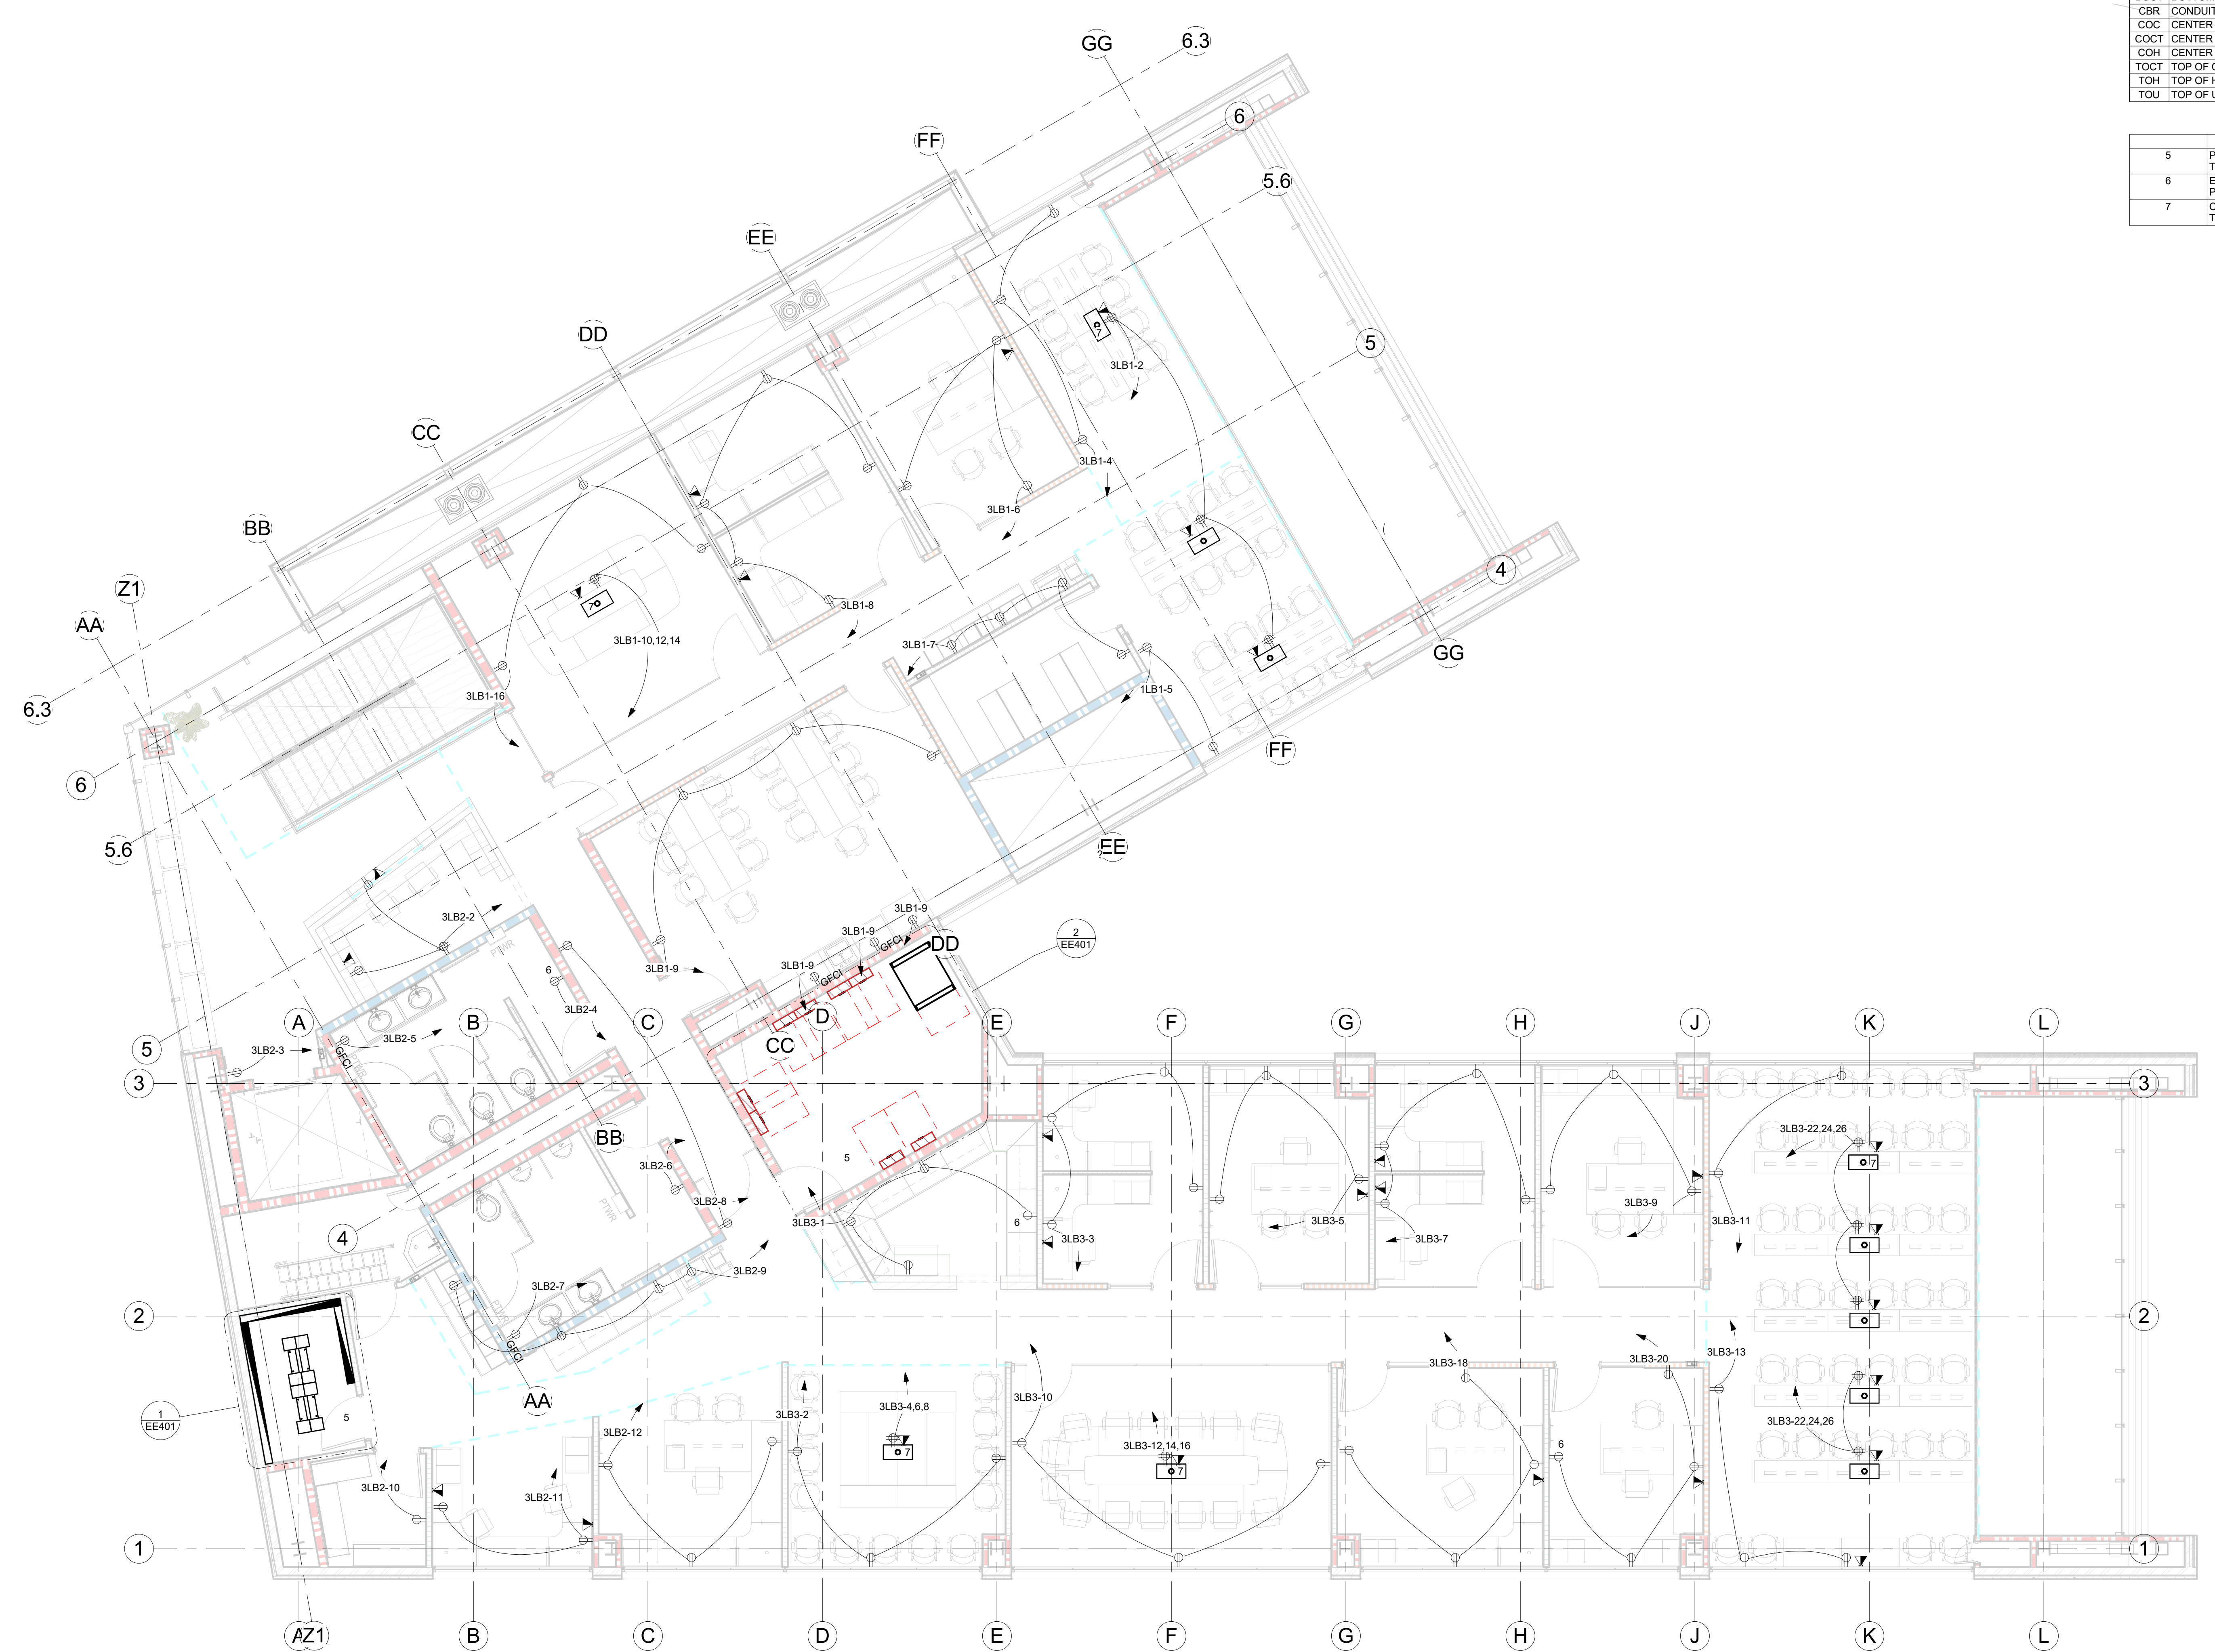 CBR CONDUIT
COC CENTER
COCT CENTER
COH CENTER
TOCT TOP OF
TOH TOP OF
TOU TOP OF
5 P
T
6 E
P
7
T
GG
6.3
FF
6
5.6
EE
7
3LB1-2
DD
5
CC
3LB1-4
3LB1-6
BB
4
Z1
7
3LB1-8
AA
3LB1-10,12,14
3LB1-7
GG
1LB1-5
3LB1-16
6.3
FF
6
EE
?
5.6
3LB1-9
3LB2-2
3LB1-9
2
EE401
DD
GFCI
3LB1-9
3LB1-9
GFCI
PTWR
6
3LB2-4
A
B
C
D
E
F
G
H
J
K
L
3LB2-5
CC
5
3LB2-3
GFCI
PTWR
3
3
3LB3-22,24,26
BB
5
7
3LB2-6
3LB2-8
3LB3-9
PTWR
3LB3-1
6
3LB3-5
3LB3-11
4
3LB3-3
3LB3-7
3LB2-9
3LB2-7
PTWR
2
2
GFCI
3LB3-18
3LB3-20
3LB3-13
AA
3LB3-10
3LB3-4,6,8
3LB3-2
1
EE401
5
3LB3-22,24,26
3LB2-12
3LB3-12,14,16
6
7
7
3LB2-10
3LB2-11
1
1
A
Z1
B
C
D
E
F
G
H
J
K
L